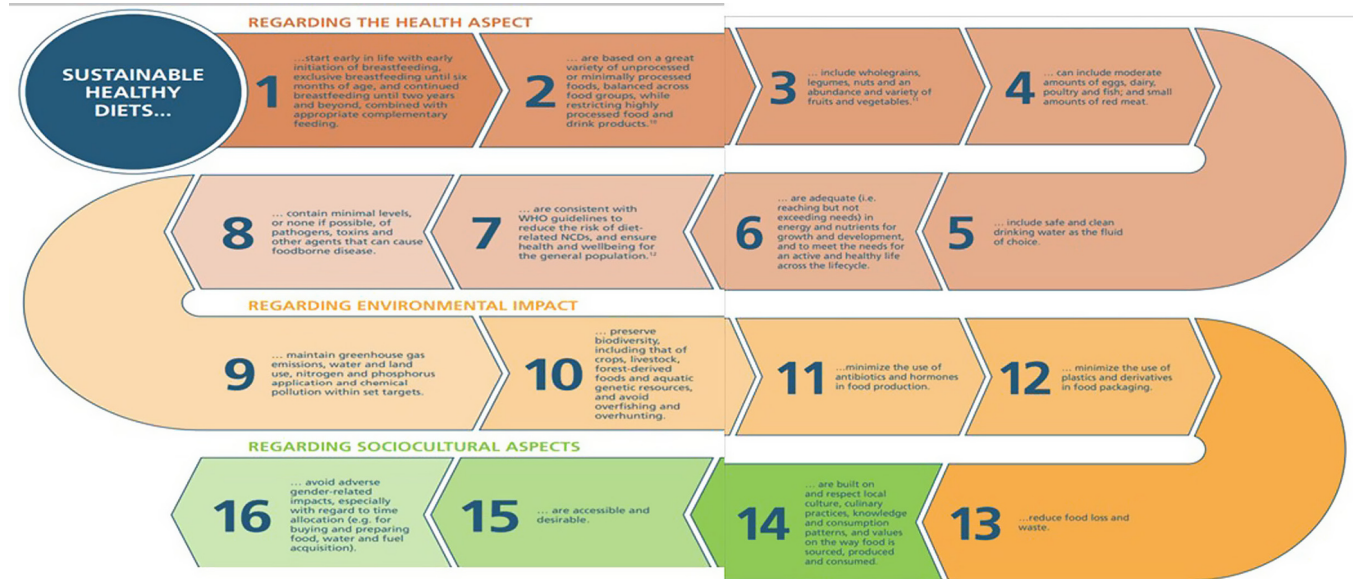 REGARDING THE HEALTH ASPECT
SUSTAINABLE
HEALTHY
DIETS...
1
...start early in life with early
initiation of breastfeeding,
exclusive breastfeeding until six
months of age, and continued
breastfeeding until two years
and beyond, combined with
appropriate complementary
feeding.
2
... are based on a great
variety of unprocessed
or minimally processed
foods, balanced across
food groups, while
restricting highly
processed food and
drink products.¹⁰
3
... include wholegrains,
legumes, nuts and an
abundance and variety of
fruits and vegetables.¹¹
4
... can include moderate
amounts of eggs, dairy,
poultry and fish; and small
amounts of red meat.
5
... include safe and clean
drinking water as the fluid
of choice.
6
... are adequate (i.e.
reaching but not
exceeding needs) in
energy and nutrients for
growth and development,
and to meet the needs for
an active and healthy life
across the lifecycle.
7
... are consistent with
WHO guidelines to
reduce the risk of diet-
related NCDs, and ensure
health and wellbeing for
the general population.¹²
8
... contain minimal levels,
or none if possible, of
pathogens, toxins and
other agents that can cause
foodborne disease.
REGARDING ENVIRONMENTAL IMPACT
9
... maintain greenhouse gas
emissions, water and land
use, nitrogen and phosphorus
application and chemical
pollution within set targets.
10
... preserve
biodiversity,
including that of
crops, livestock,
forest-derived
foods and aquatic
genetic resources,
and avoid
overfishing and
overhunting.
11
...minimize the use of
antibiotics and hormones
in food production.
12
... minimize the use of
plastics and derivatives
in food packaging.
13
...reduce food loss and
waste.
REGARDING SOCIOCULTURAL ASPECTS
14
... are built on
and respect local
culture, culinary
practices, knowledge
and consumption
patterns, and values
on the way food is
sourced, produced
and consumed.
15
... are accessible and
desirable.
16
... avoid adverse
gender-related
impacts, especially
with regard to time
allocation (e.g. for
buying and preparing
food, water and fuel
acquisition).